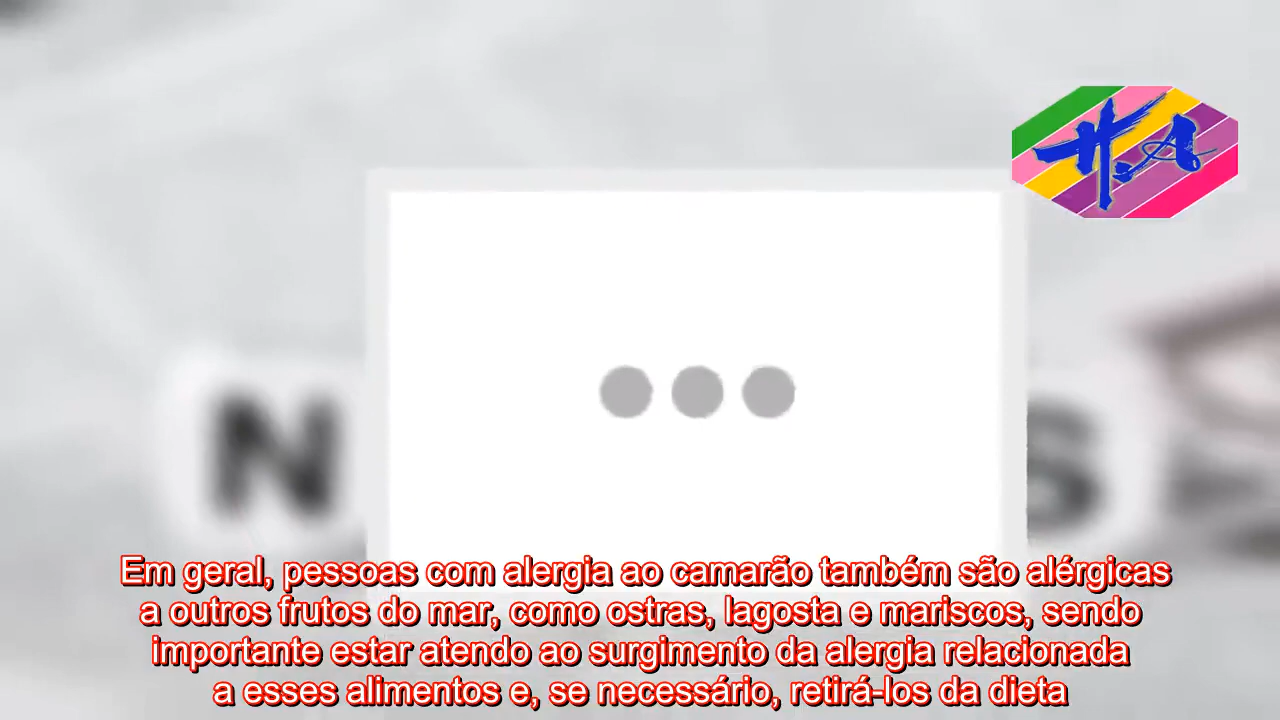 H.A
N
S
Em geral, pessoas com alergia ao camarão também são alérgicas
a outros frutos do mar, como ostras, lagosta e mariscos, sendo
importante estar atendo ao surgimento da alergia relacionada
a esses alimentos e, se necessário, retirá-los da dieta